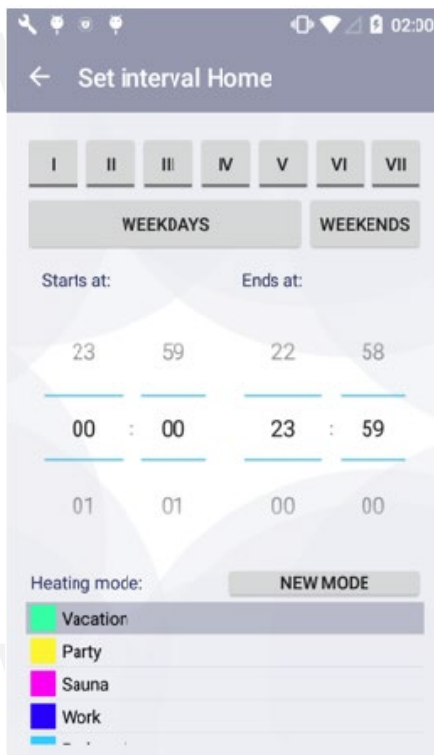 02:00
Set interval Home
I II III IV V VI VII
WEEKDAYS WEEKENDS
Starts at: Ends at:
23 59 22 58
00 : 00 23 : 59
01 01 00 00
Heating mode: NEW MODE
Vacation
Party
Sauna
Work